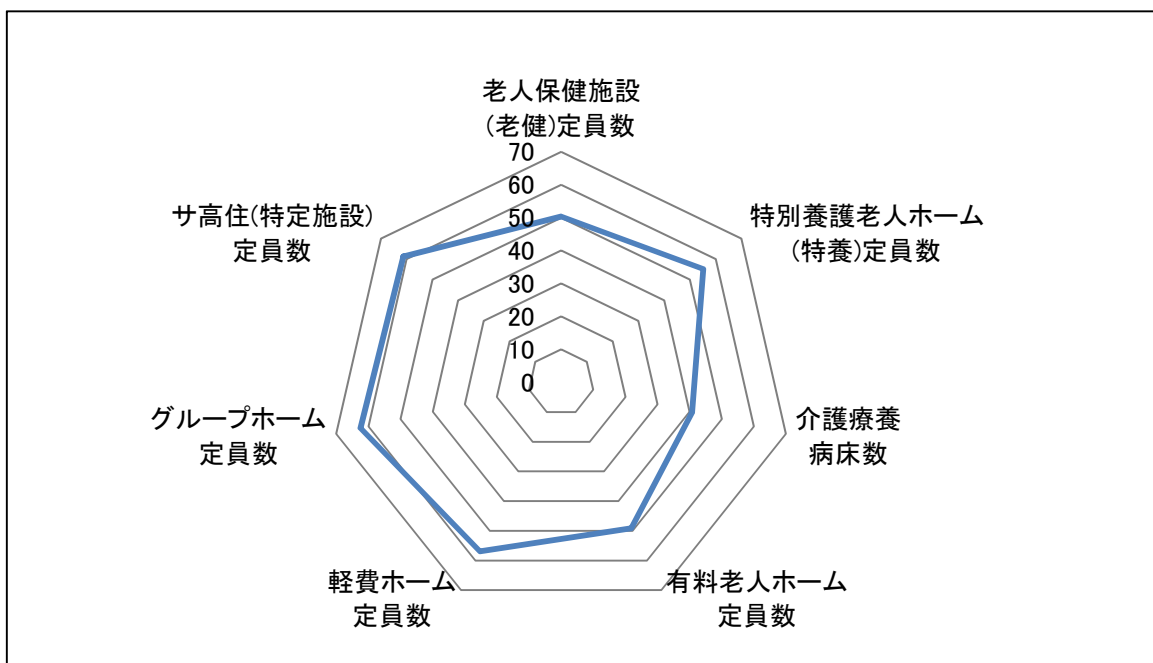 老人保健施設
(老健)定員数
特別養護老人ホーム
(特養)定員数
介護療養
病床数
有料老人ホーム
定員数
軽費ホーム
定員数
グループホーム
定員数
サ高住(特定施設)
定員数
70
60
50
40
30
20
10
0